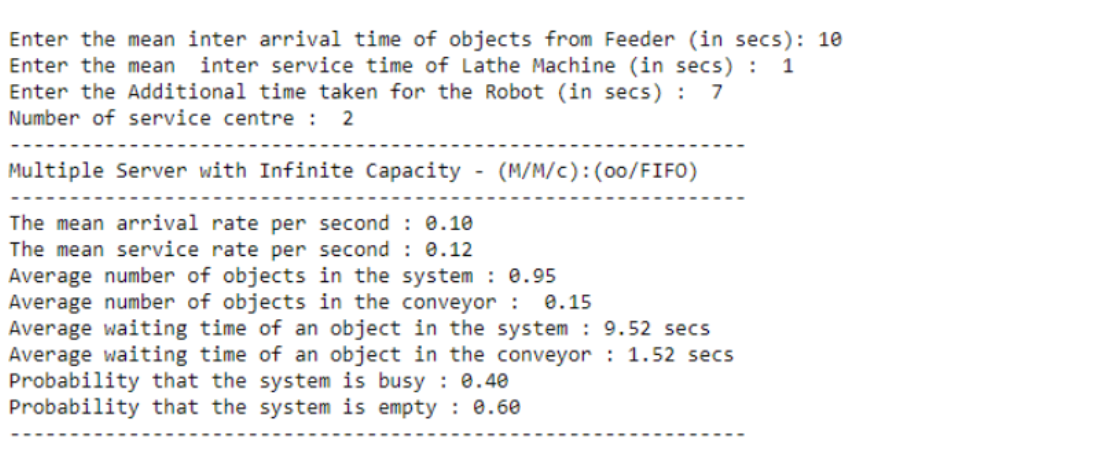 Enter the mean inter arrival time of objects from Feeder (in secs): 10
Enter the mean  inter service time of Lathe Machine (in secs) :  1
Enter the Additional time taken for the Robot (in secs) :  7
Number of service centre :  2
--------------------------------------------------------------
Multiple Server with Infinite Capacity - (M/M/c):(oo/FIFO)
--------------------------------------------------------------
The mean arrival rate per second : 0.10
The mean service rate per second : 0.12
Average number of objects in the system : 0.95
Average number of objects in the conveyor :  0.15
Average waiting time of an object in the system : 9.52 secs
Average waiting time of an object in the conveyor : 1.52 secs
Probability that the system is busy : 0.40
Probability that the system is empty : 0.60
--------------------------------------------------------------